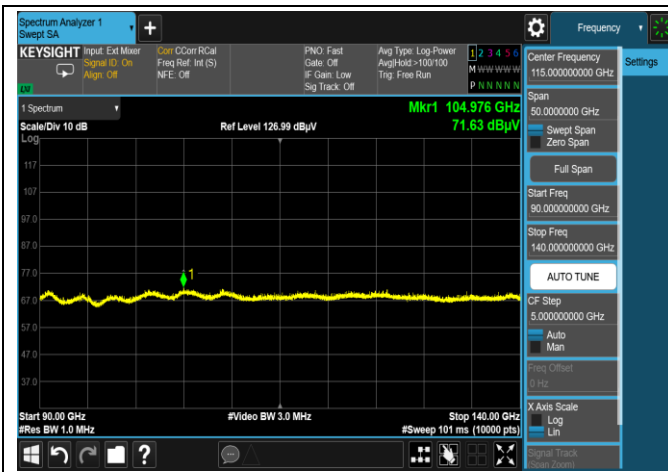 Spectrum Analyzer 1
Swept SA
+
Frequency
KEYSIGHT
Input: Ext Mixer
Signal ID: On
Align: Off
Corr CCorr RCal
Freq Ref: Int (S)
NFE: Off
PNO: Fast
Gate: Off
IF Gain: Low
Sig Track: Off
Avg Type: Log-Power
Avg|Hold:>100/100
Trig: Free Run
1 2 3 4 5 6
M W W W W W
P N N N N N
LXI
Center Frequency
115.000000000 GHz
Settings
1 Spectrum
Mkr1 104.976 GHz
Scale/Div 10 dB
Ref Level 126.99 dBµV
71.63 dBµV
Log
117
107
97.0
87.0
77.0
67.0
57.0
47.0
37.0
1
Start 90.00 GHz
#Video BW 3.0 MHz
Stop 140.00 GHz
#Res BW 1.0 MHz
#Sweep 101 ms (10000 pts)
Span
50.0000000 GHz
Swept Span
Zero Span
Full Span
Start Freq
90.000000000 GHz
Stop Freq
140.000000000 GHz
AUTO TUNE
CF Step
5.000000000 GHz
Auto
Man
Freq Offset
0 Hz
X Axis Scale
Log
Lin
Signal Track
(Span Zoom)
?